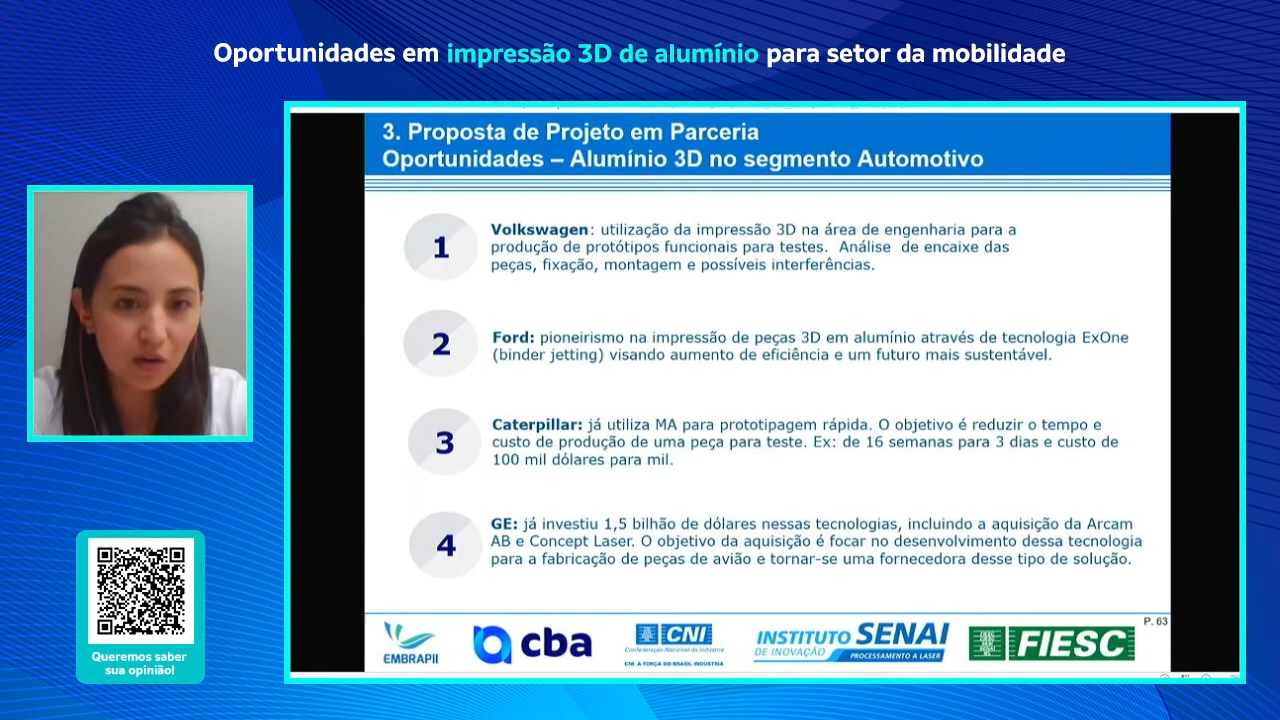 Oportunidades em impressão 3D de alumínio para setor da mobilidade
3. Proposta de Projeto em Parceria
Oportunidades – Alumínio 3D no segmento Automotivo
1
Volkswagen: utilização da impressão 3D na área de engenharia para a
produção de protótipos funcionais para testes. Análise de encaixe das
peças, fixação, montagem e possíveis interferências.
2
Ford: pioneirismo na impressão de peças 3D em alumínio através de tecnologia ExOne
(binder jetting) visando aumento de eficiência e um futuro mais sustentável.
3
Caterpillar: já utiliza MA para prototipagem rápida. O objetivo é reduzir o tempo e
custo de produção de uma peça para teste. Ex: de 16 semanas para 3 dias e custo de
100 mil dólares para mil.
4
GE: já investiu 1,5 bilhão de dólares nessas tecnologias, incluindo a aquisição da Arcam
AB e Concept Laser. O objetivo da aquisição é focar no desenvolvimento dessa tecnologia
para a fabricação de peças de avião e tornar-se uma fornecedora desse tipo de solução.
P. 63
EMBRAPII
cba
CNI
Confederação Nacional da Indústria
CNI. A FORÇA DO BRASIL INDÚSTRIA
INSTITUTO SENAI
DE INOVAÇÃO
PROCESSAMENTO A LASER
FIESC
Queremos saber
sua opinião!